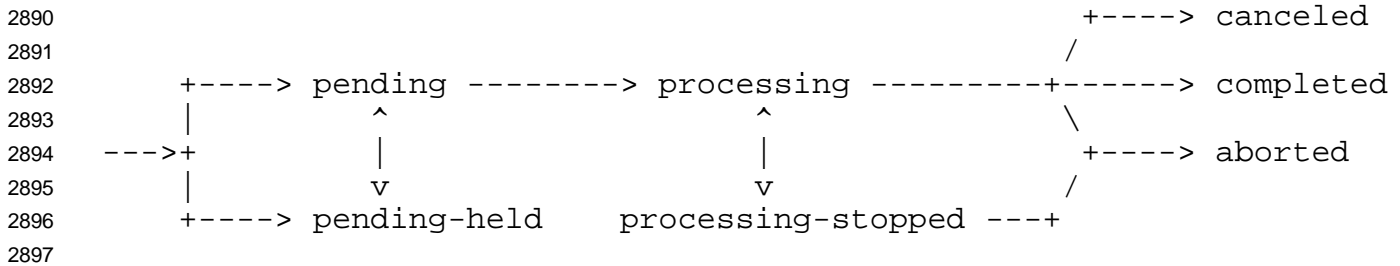 2890                                                  +----> canceled
2891                                                 /
2892    +----> pending --------> processing ---------+------> completed
2893    |         ^                   ^               \
2894 --->+        |                   |                +----> aborted
2895    |         v                   v               /
2896    +----> pending-held    processing-stopped ---+
2897